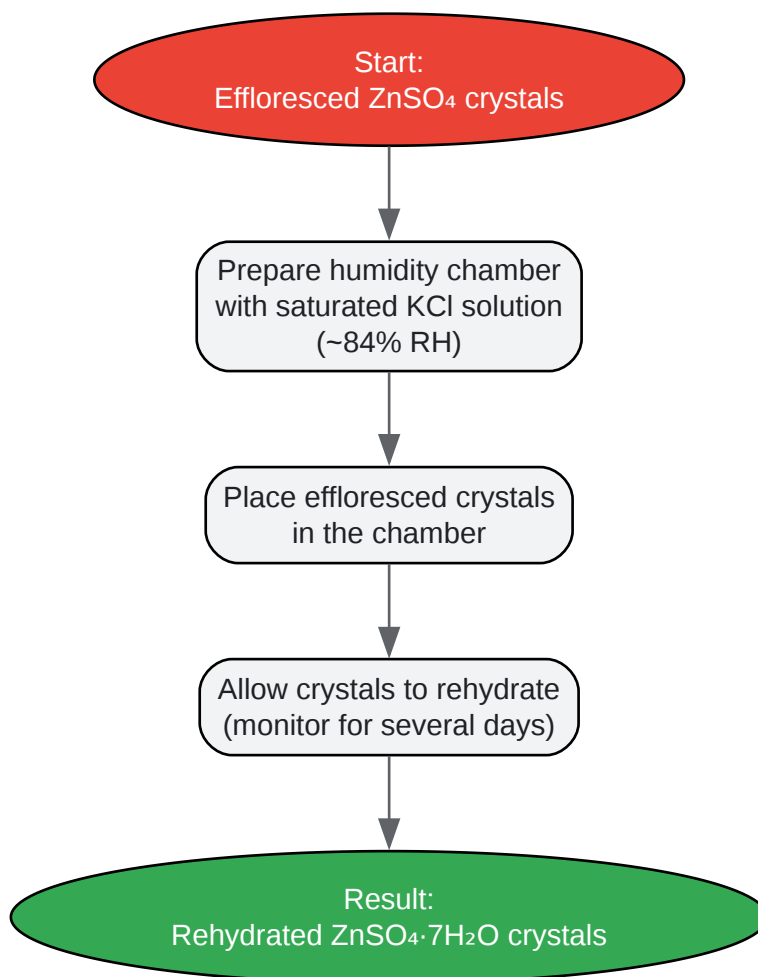 Start:
Effloresced ZnSO₄ crystals
Prepare humidity chamber
with saturated KCl solution
(~84% RH)
Place effloresced crystals
in the chamber
Allow crystals to rehydrate
(monitor for several days)
Result:
Rehydrated ZnSO₄·7H₂O crystals